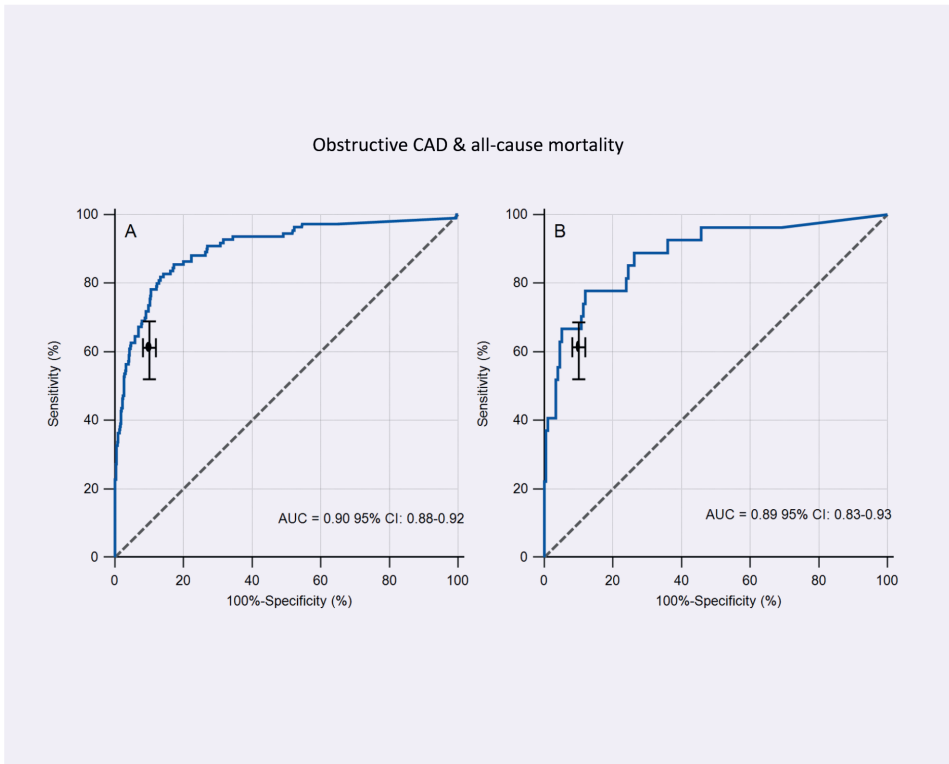 Obstructive CAD & all-cause mortality
A
100
80
60
40
20
0
Sensitivity (%)
AUC = 0.90 95% CI: 0.88-0.92
0 20 40 60 80 100
100%-Specificity (%)
B
100
80
60
40
20
0
Sensitivity (%)
AUC = 0.89 95% CI: 0.83-0.93
0 20 40 60 80 100
100%-Specificity (%)